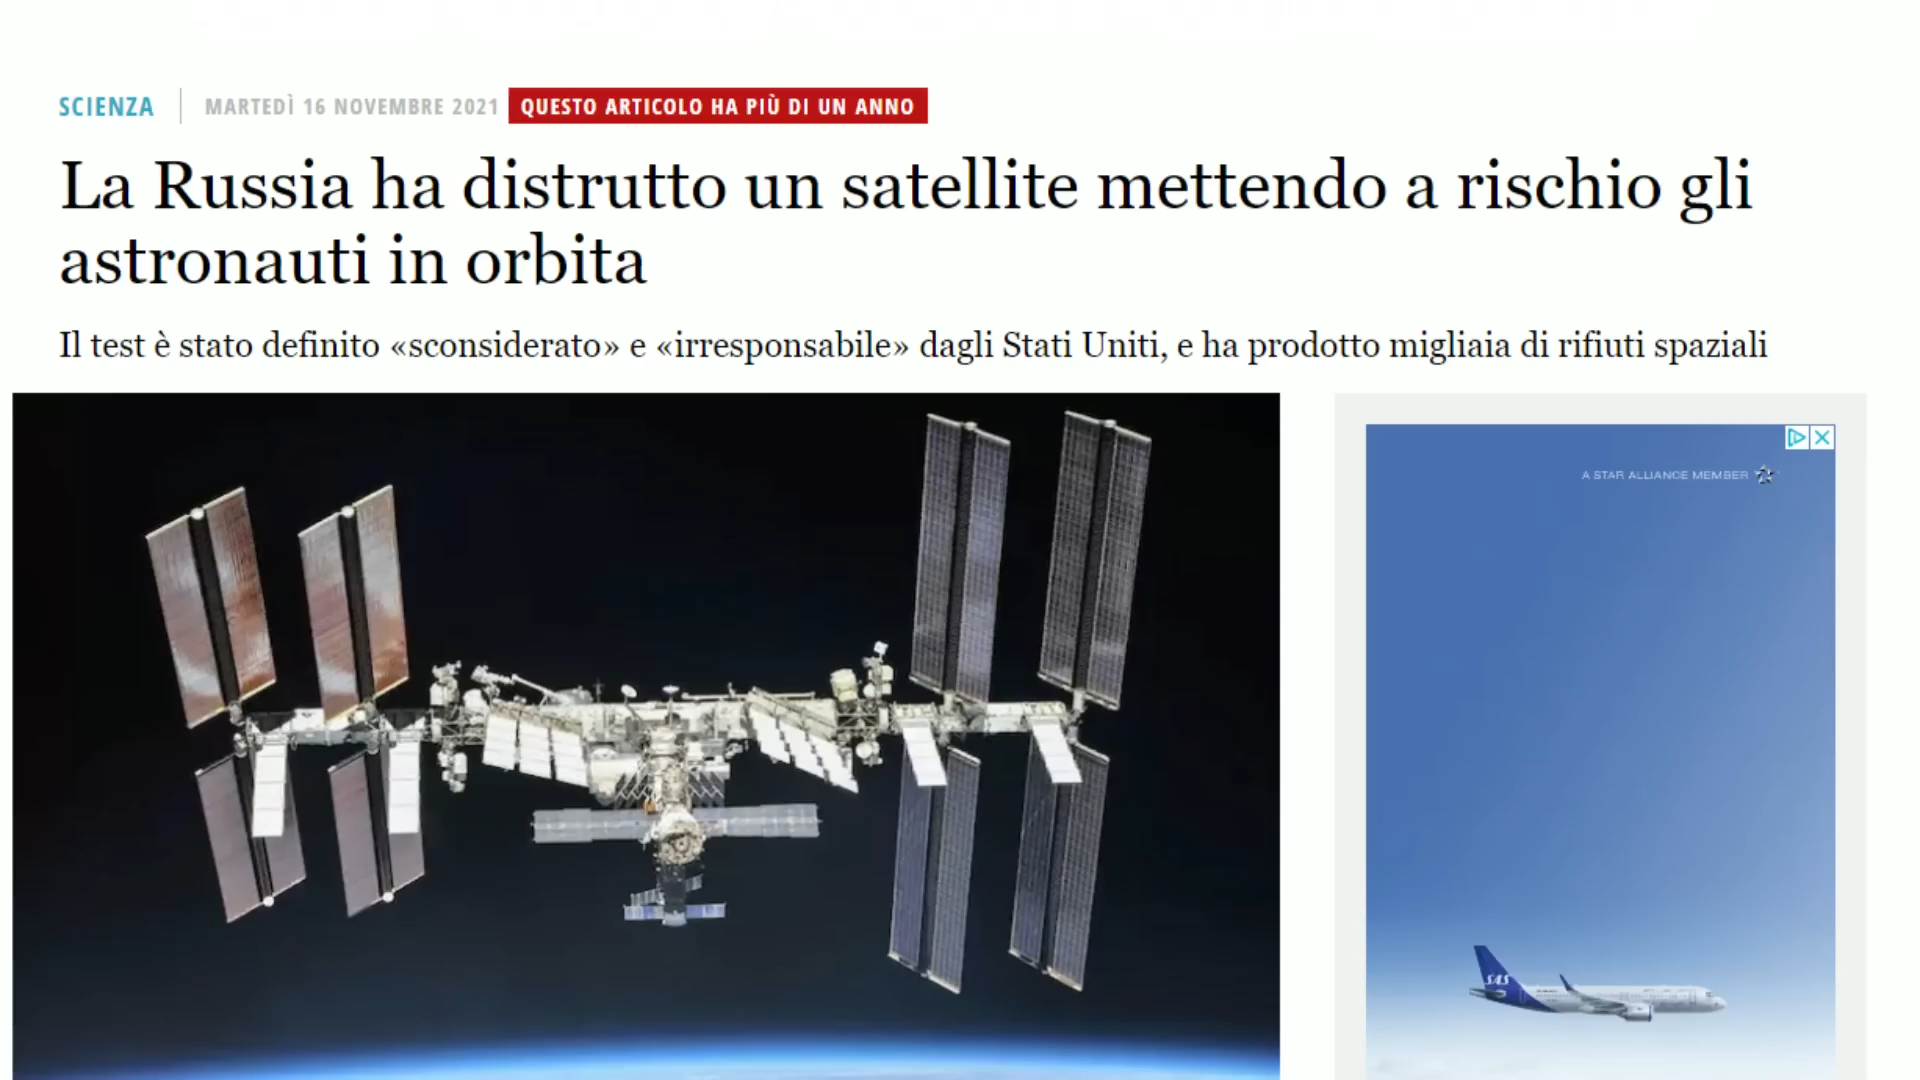 SCIENZA
MARTEDÌ 16 NOVEMBRE 2021
QUESTO ARTICOLO HA PIÙ DI UN ANNO
La Russia ha distrutto un satellite mettendo a rischio gli
astronauti in orbita
Il test è stato definito «sconsiderato» e «irresponsabile» dagli Stati Uniti, e ha prodotto migliaia di rifiuti spaziali
A STAR ALLIANCE MEMBER
SAS